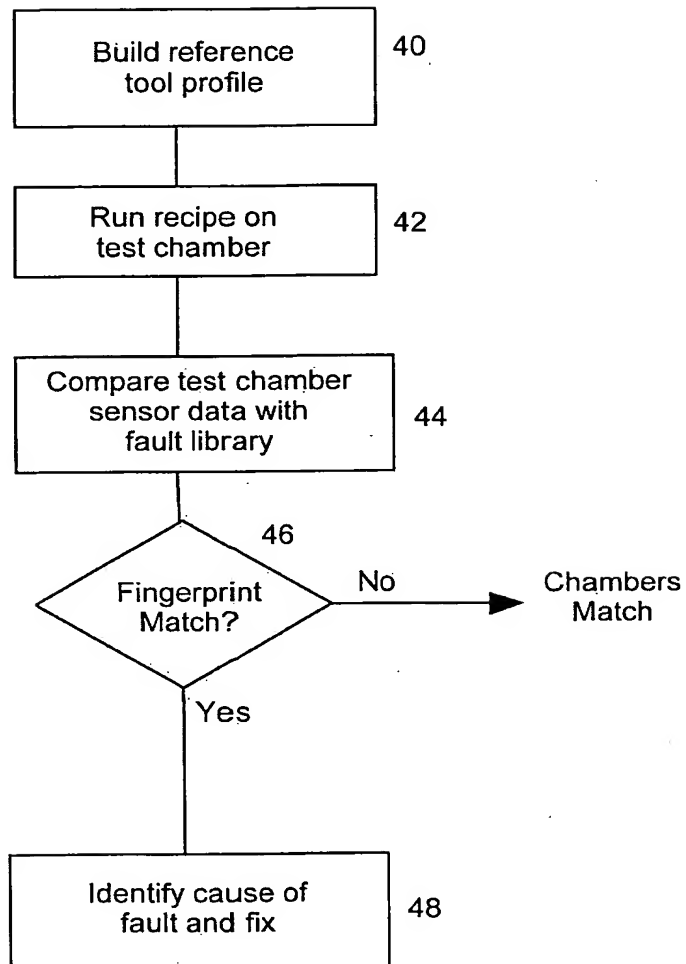 Build reference
tool profile
40
Run recipe on
test chamber
42
Compare test chamber
sensor data with
fault library
44
46
Fingerprint
Match?
No
Chambers
Match
Yes
Identify cause of
fault and fix
48